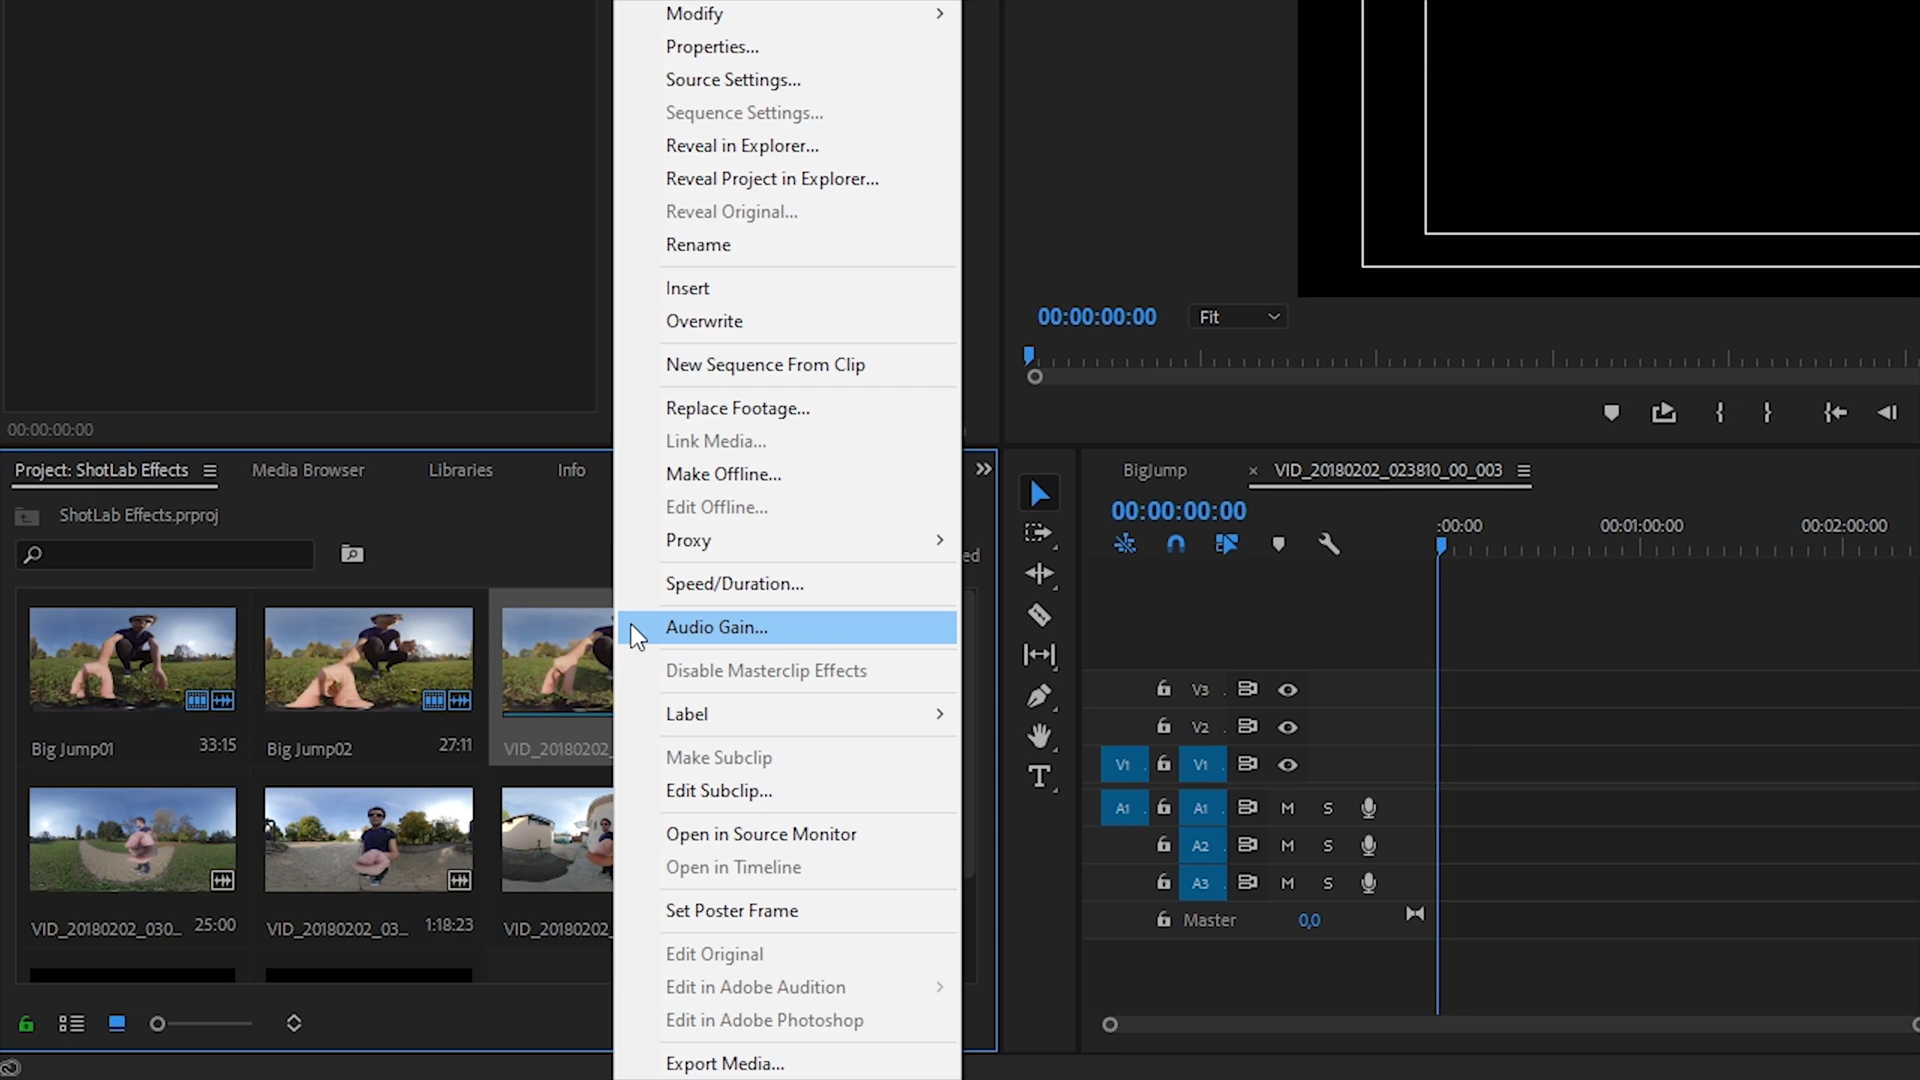 Modify
Properties...
Source Settings...
Sequence Settings...
Reveal in Explorer...
Reveal Project in Explorer...
Reveal Original...
Rename
Insert
Overwrite
New Sequence From Clip
Replace Footage...
Link Media...
Make Offline...
Edit Offline...
Proxy
Speed/Duration...
Audio Gain...
Disable Masterclip Effects
Label
Make Subclip
Edit Subclip...
Open in Source Monitor
Open in Timeline
Set Poster Frame
Edit Original
Edit in Adobe Audition
Edit in Adobe Photoshop
Export Media...
00:00:00:00
Project: ShotLab Effects
Media Browser
Libraries
Info
ShotLab Effects.prproj
ed
Big Jump01 33:15
Big Jump02 27:11
VID_20180202_
VID_20180202_030... 25:00
VID_20180202_03... 1:18:23
VID_20180202_
00:00:00:00
Fit
BigJump
× VID_20180202_023810_00_003
00:00:00:00
:00:00 00:01:00:00 00:02:00:00
V3
V2
V1 V1
A1 A1 M S
A2 M S
A3 M S
Master 0,0